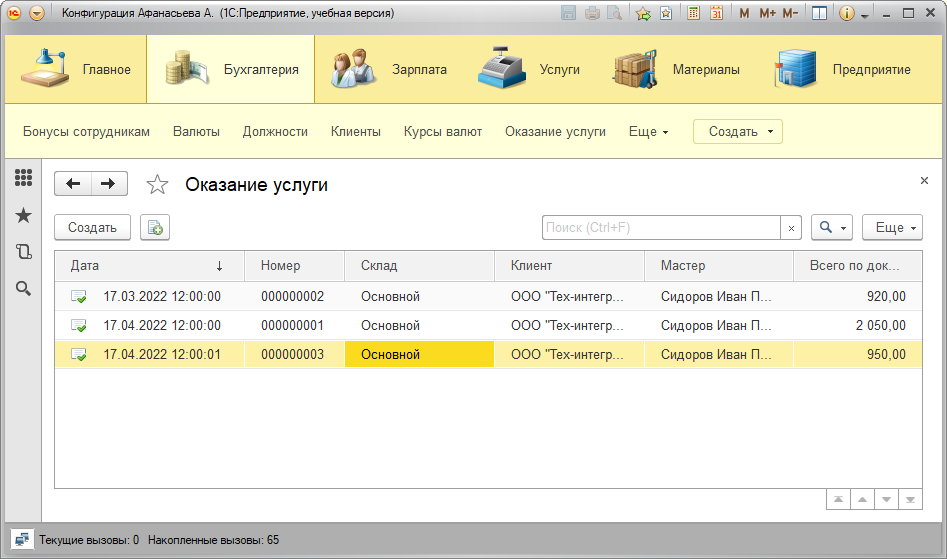 Конфигурация Афанасьева А. (1С:Предприятие, учебная версия)
31 M M+ M-
Главное Бухгалтерия Зарплата Услуги Материалы Предприятие
Бонусы сотрудникам Валюты Должности Клиенты Курсы валют Оказание услуги Еще Создать
Оказание услуги
Создать Поиск (Ctrl+F) × Еще
Дата ↓ Номер Склад Клиент Мастер Всего по док...
17.03.2022 12:00:00 000000002 Основной ООО "Тех-интегр... Сидоров Иван П... 920,00
17.04.2022 12:00:00 000000001 Основной ООО "Тех-интегр... Сидоров Иван П... 2 050,00
17.04.2022 12:00:01 000000003 Основной ООО "Тех-интегр... Сидоров Иван П... 950,00
Текущие вызовы: 0 Накопленные вызовы: 65